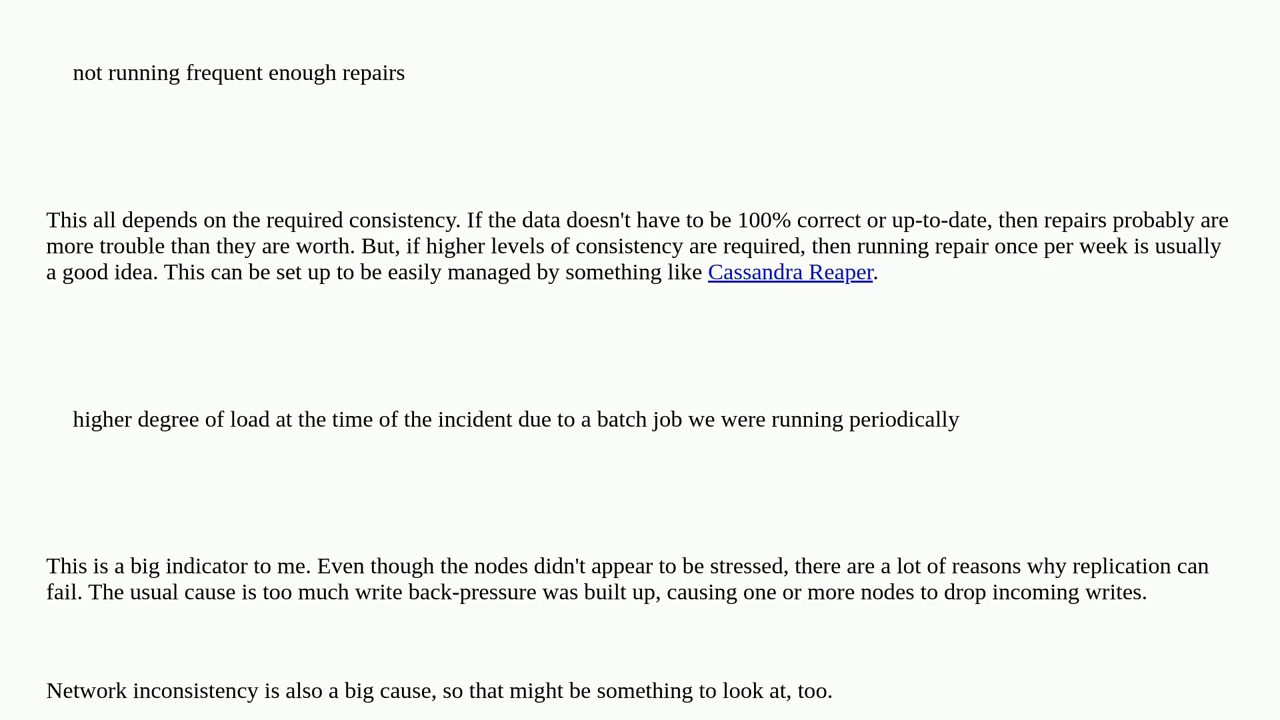 not running frequent enough repairs
This all depends on the required consistency. If the data doesn't have to be 100% correct or up-to-date, then repairs probably are
more trouble than they are worth. But, if higher levels of consistency are required, then running repair once per week is usually
a good idea. This can be set up to be easily managed by something like Cassandra Reaper.
higher degree of load at the time of the incident due to a batch job we were running periodically
This is a big indicator to me. Even though the nodes didn't appear to be stressed, there are a lot of reasons why replication can
fail. The usual cause is too much write back-pressure was built up, causing one or more nodes to drop incoming writes.
Network inconsistency is also a big cause, so that might be something to look at, too.